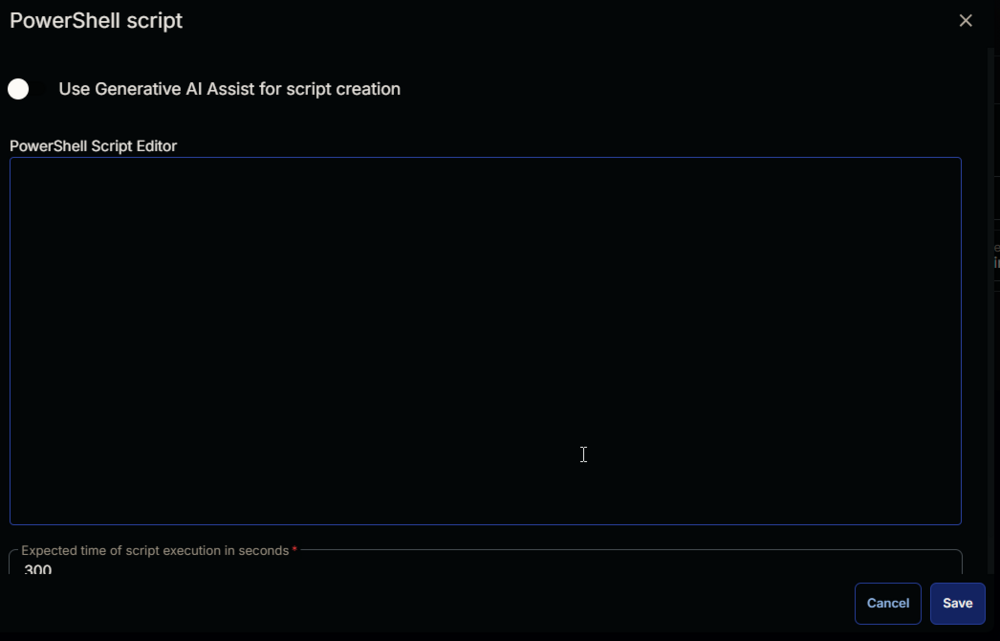 PowerShell script
Use Generative AI Assist for script creation
PowerShell Script Editor
Expected time of script execution in seconds *
300
Cancel
Save